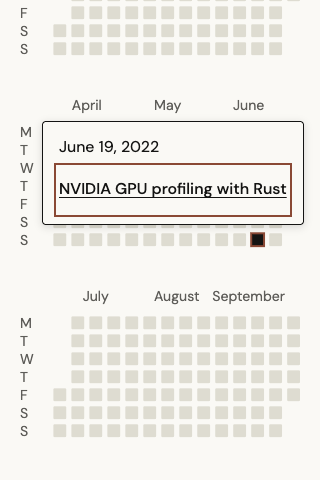 F
S
S
April May June
M
June 19, 2022
T
W
NVIDIA GPU profiling with Rust
T
F
S
S
July August September
M
T
W
T
F
S
S